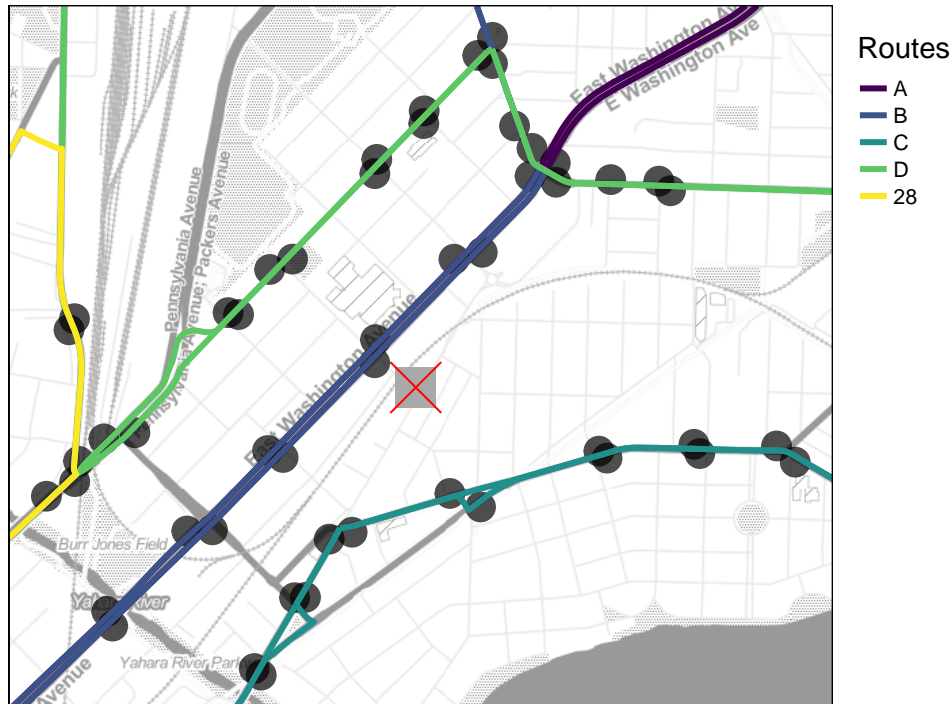 East Washington Ave
E Washington Ave
Pennsylvania Avenue
Pennsylvania Avenue; Packers Avenue
East Washington Avenue
Burr Jones Field
Yahara River
Yahara River Parkway
Avenue
Routes
A
B
C
D
28